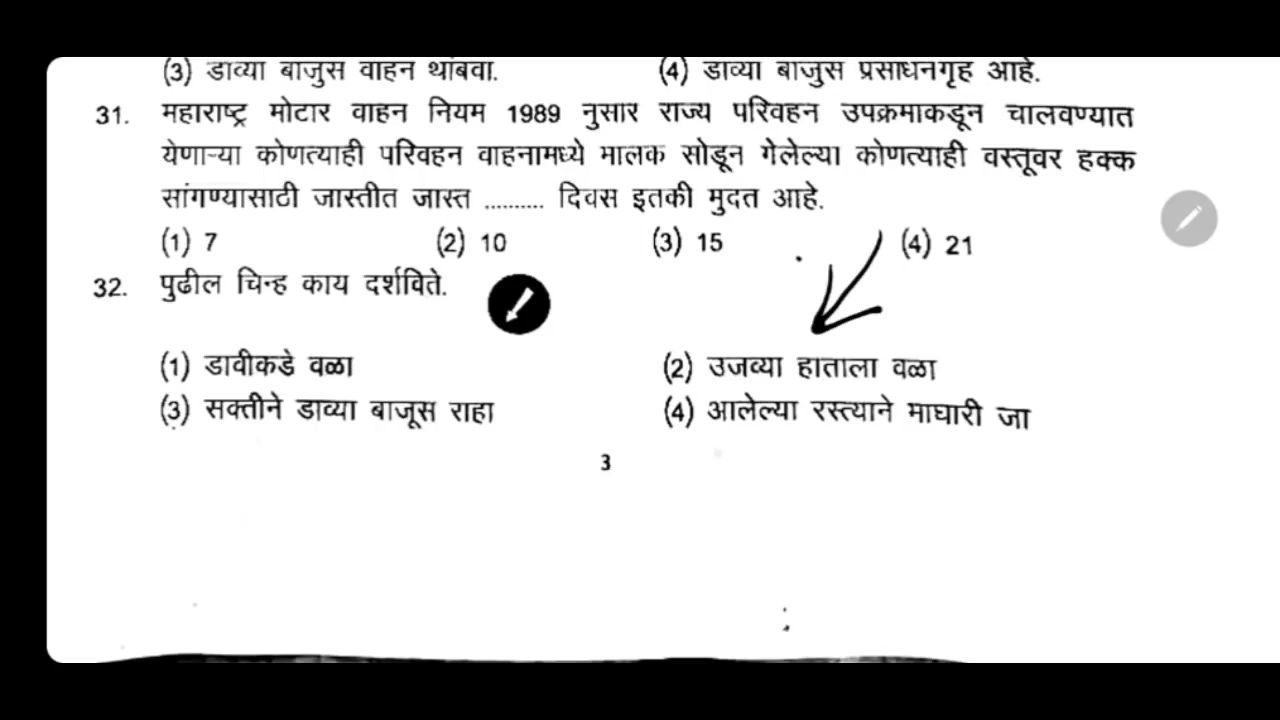 (3) डाव्या बाजुस वाहन थांबवा. (4) डाव्या बाजुस प्रसाधनगृह आहे.
31. महाराष्ट्र मोटार वाहन नियम 1989 नुसार राज्य परिवहन उपक्रमाकडून चालवण्यात
येणाऱ्या कोणत्याही परिवहन वाहनामध्ये मालक सोडून गेलेल्या कोणत्याही वस्तूवर हक्क
सांगण्यासाठी जास्तीत जास्त .......... दिवस इतकी मुदत आहे.
(1) 7 (2) 10 (3) 15 (4) 21
32. पुढील चिन्ह काय दर्शविते.
(1) डावीकडे वळा (2) उजव्या हाताला वळा
(3) सक्तीने डाव्या बाजूस राहा (4) आलेल्या रस्त्याने माघारी जा
3